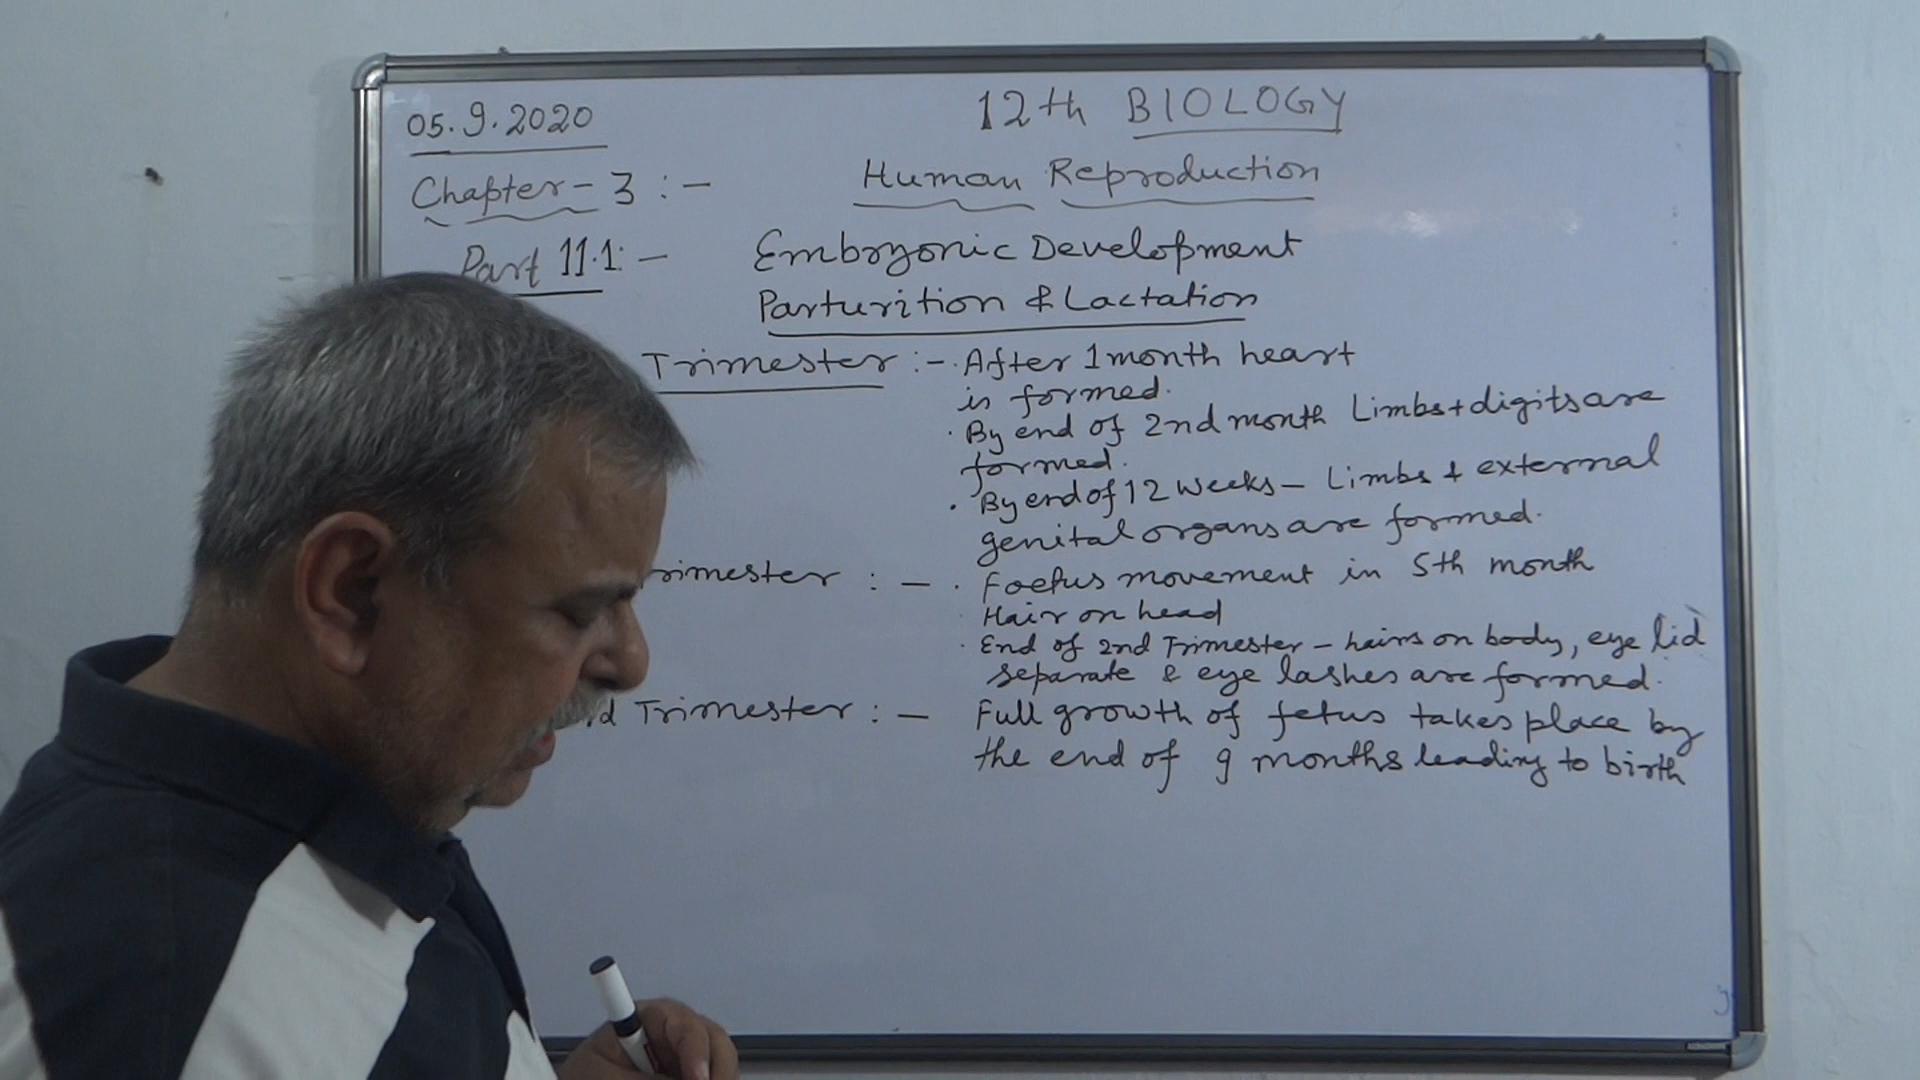 05.9.2020
12th BIOLOGY
Chapter-3 :- Human Reproduction
Part 11.1:- Embryonic Development
Parturition & Lactation
Trimester :- · After 1 month heart
is formed.
· By end of 2nd month Limbs+digits are
formed.
· By end of 12 weeks- Limbs + external
genital organs are formed.
rimester :- · Foetus movement in 5th month
· Hair on head
· End of 2nd Trimester - hairs on body, eye lid
separate & eye lashes are formed.
rd Trimester :- Full growth of fetus takes place by
the end of 9 months leading to birth